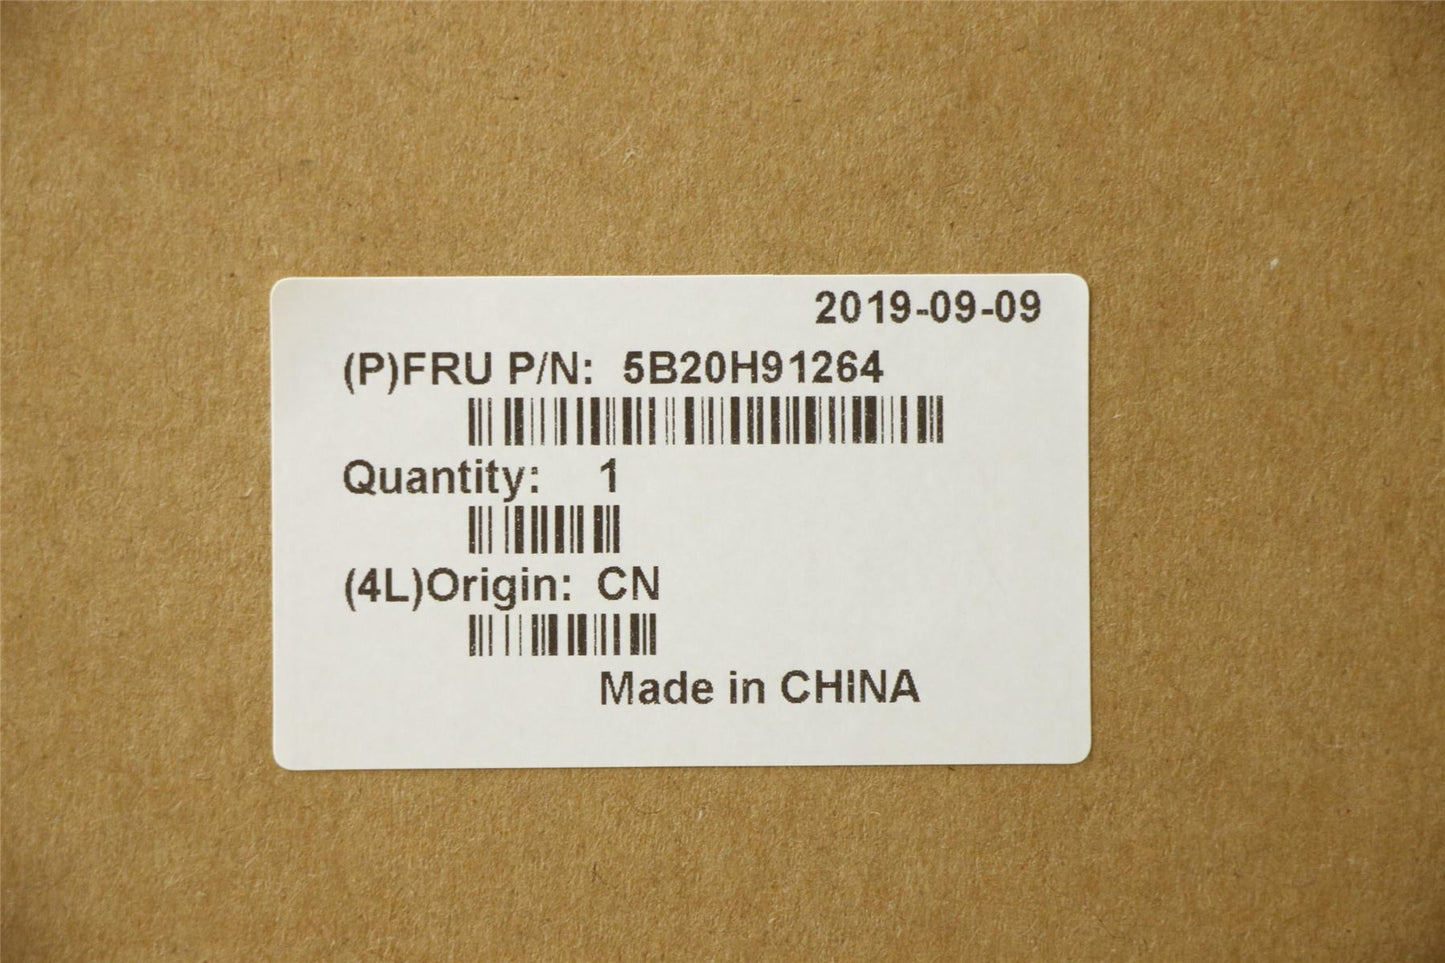 2019-09-09
(P)FRU P/N: 5B20H91264
Quantity: 1
(4L)Origin: CN
Made in CHINA